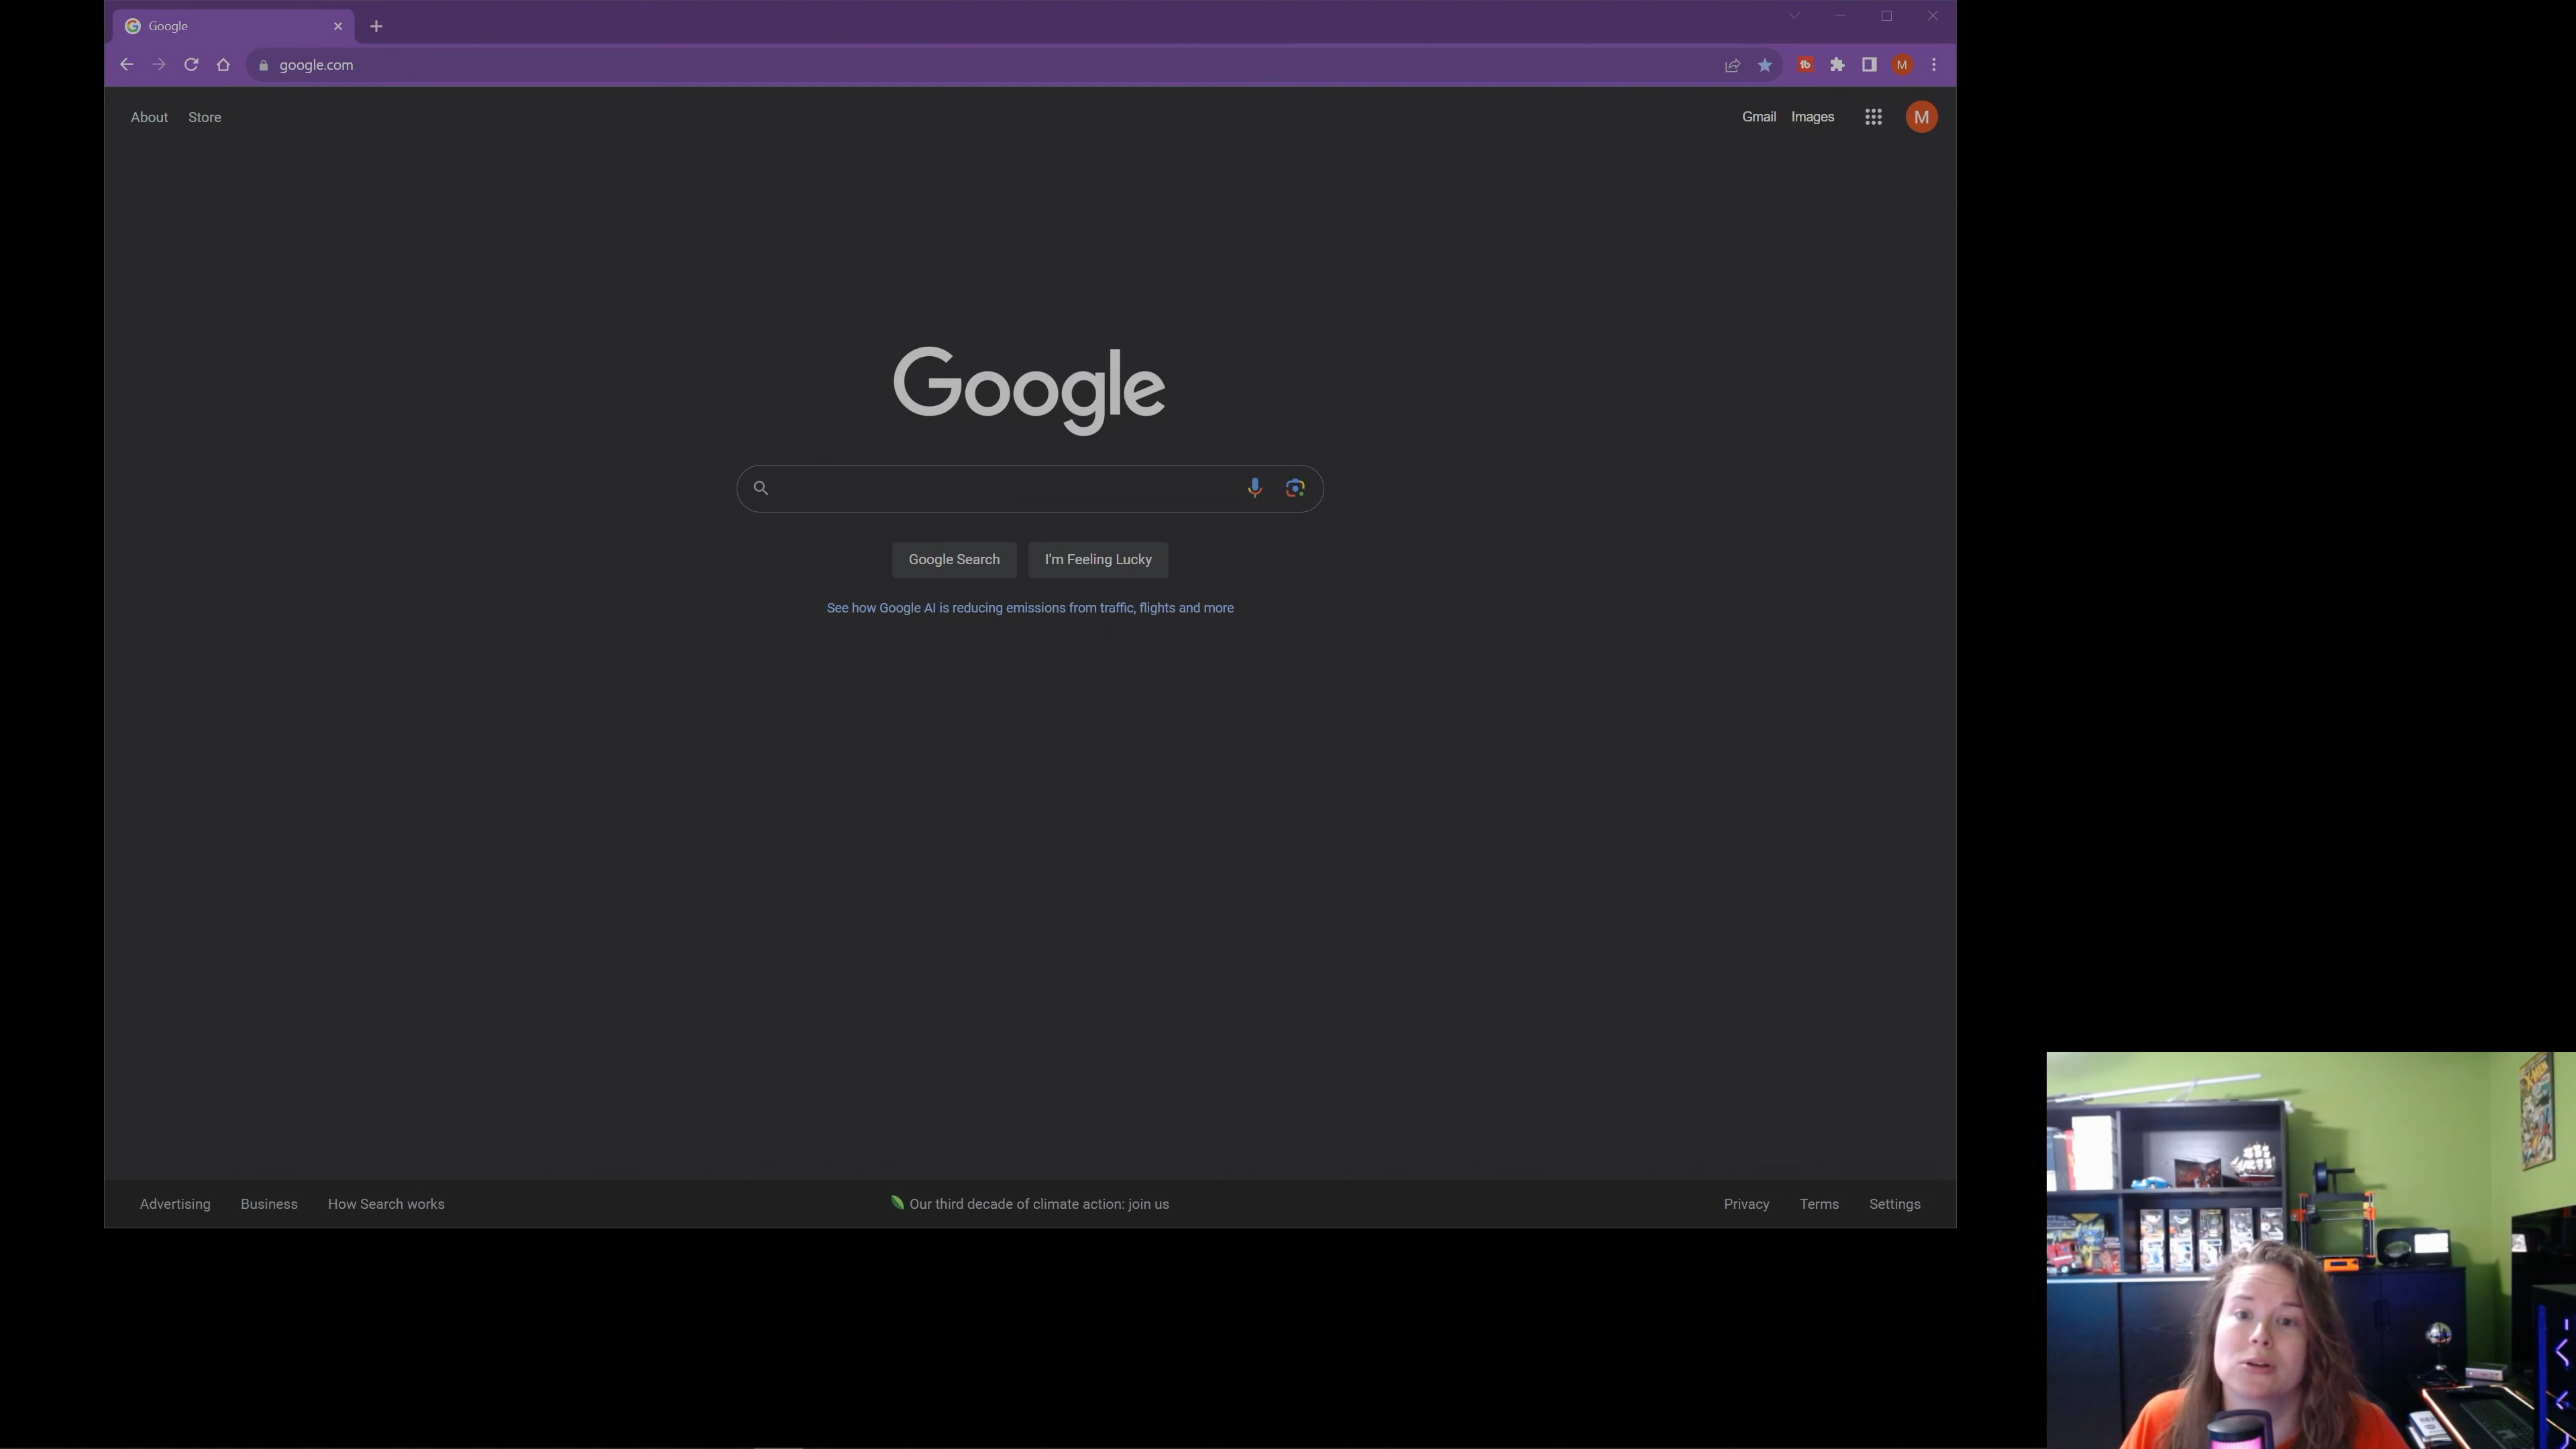 Google
google.com
M
About Store
Gmail Images
M
Google
Google Search I'm Feeling Lucky
See how Google AI is reducing emissions from traffic, flights and more
Advertising Business How Search works
Our third decade of climate action: join us
Privacy Terms Settings
X-MEN